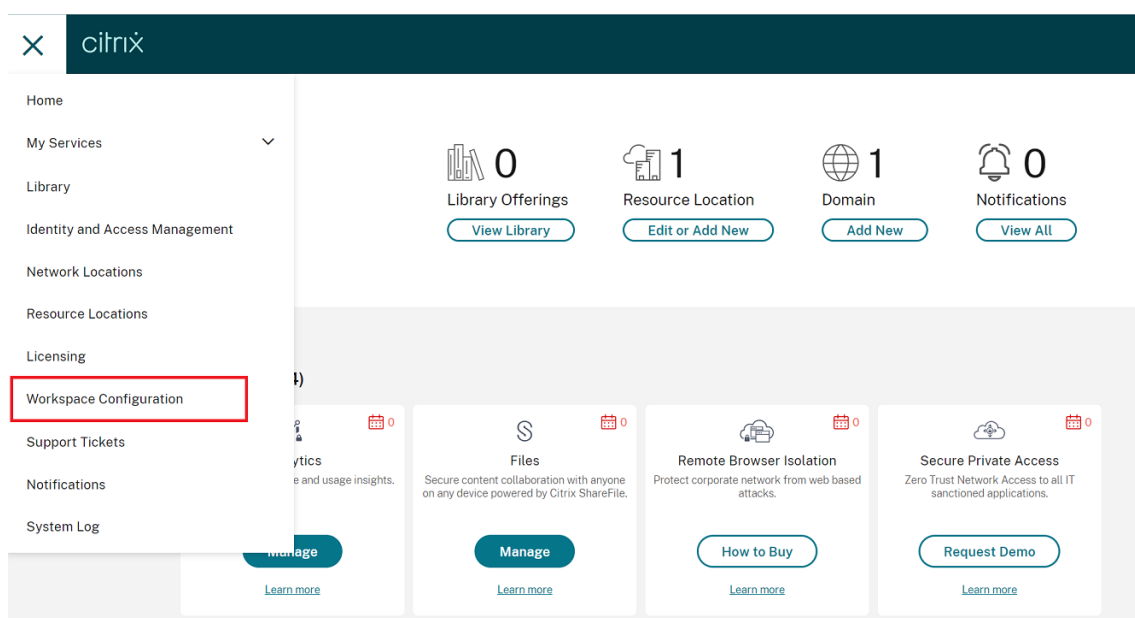 citrix
Home
My Services
Library
Identity and Access Management
Network Locations
Resource Locations
Licensing
Workspace Configuration
Support Tickets
Notifications
System Log
0
Library Offerings
View Library
1
Resource Location
Edit or Add New
1
Domain
Add New
0
Notifications
View All
4)
0
ytics
e and usage insights.
Manage
Learn more
0
Files
Secure content collaboration with anyone
on any device powered by Citrix ShareFile.
Manage
Learn more
0
Remote Browser Isolation
Protect corporate network from web based
attacks.
How to Buy
Learn more
0
Secure Private Access
Zero Trust Network Access to all IT
sanctioned applications.
Request Demo
Learn more